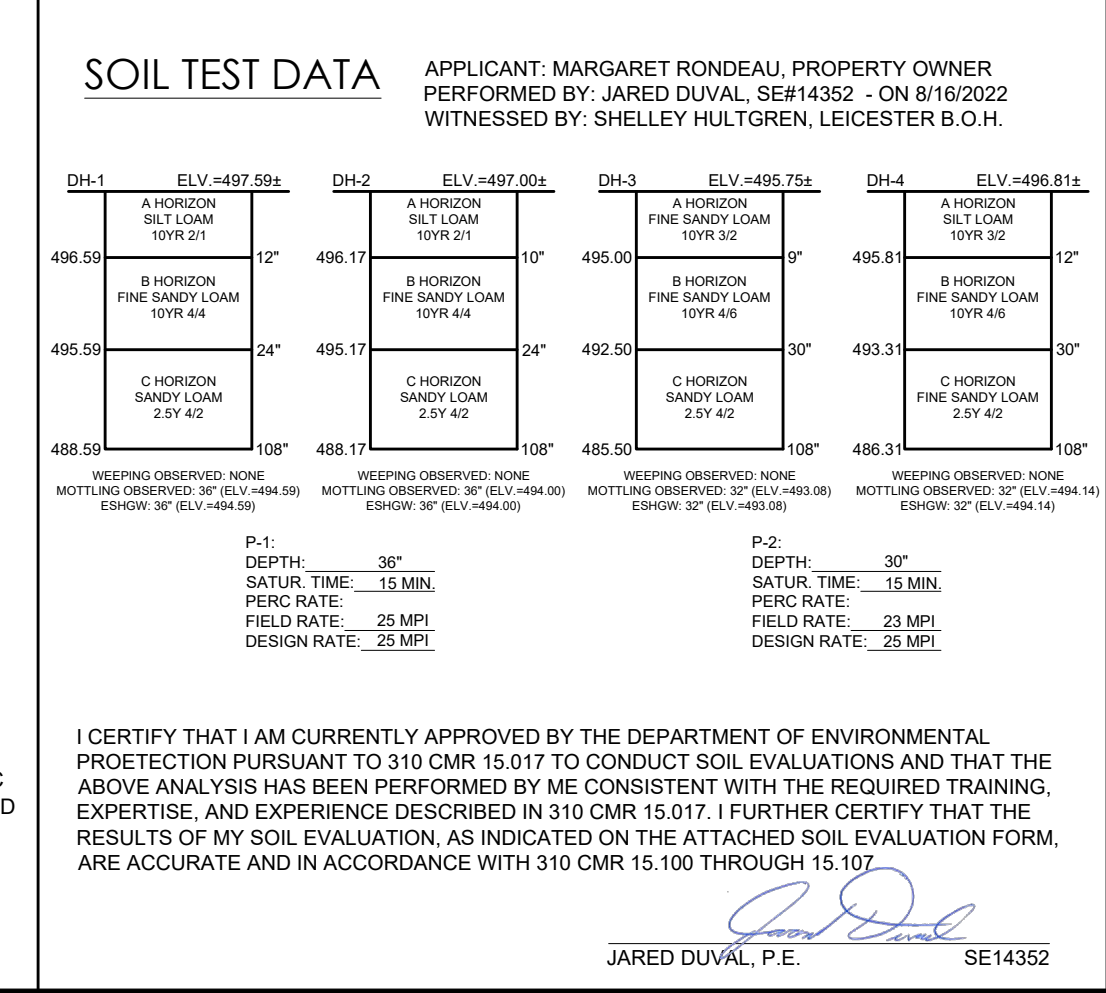 SOIL TEST DATA
APPLICANT: MARGARET RONDEAU, PROPERTY OWNER
PERFORMED BY: JARED DUVAL, SE#14352 - ON 8/16/2022
WITNESSED BY: SHELLEY HULTGREN, LEICESTER B.O.H.
DH-1 ELV.=497.59±
A HORIZON
SILT LOAM
10YR 2/1
496.59 12"
B HORIZON
FINE SANDY LOAM
10YR 4/4
495.59 24"
C HORIZON
SANDY LOAM
2.5Y 4/2
488.59 108"
WEEPING OBSERVED: NONE
MOTTLING OBSERVED: 36" (ELV.=494.59)
ESHGW: 36" (ELV.=494.59)
DH-2 ELV.=497.00±
A HORIZON
SILT LOAM
10YR 2/1
496.17 10"
B HORIZON
FINE SANDY LOAM
10YR 4/4
495.17 24"
C HORIZON
SANDY LOAM
2.5Y 4/2
488.17 108"
WEEPING OBSERVED: NONE
MOTTLING OBSERVED: 36" (ELV.=494.00)
ESHGW: 36" (ELV.=494.00)
DH-3 ELV.=495.75±
A HORIZON
FINE SANDY LOAM
10YR 3/2
495.00 9"
B HORIZON
FINE SANDY LOAM
10YR 4/6
492.50 30"
C HORIZON
SANDY LOAM
2.5Y 4/2
485.50 108"
WEEPING OBSERVED: NONE
MOTTLING OBSERVED: 32" (ELV.=493.08)
ESHGW: 32" (ELV.=493.08)
DH-4 ELV.=496.81±
A HORIZON
SILT LOAM
10YR 3/2
495.81 12"
B HORIZON
FINE SANDY LOAM
10YR 4/6
493.31 30"
C HORIZON
FINE SANDY LOAM
2.5Y 4/2
486.31 108"
WEEPING OBSERVED: NONE
MOTTLING OBSERVED: 32" (ELV.=494.14)
ESHGW: 32" (ELV.=494.14)
P-1:
DEPTH: 36"
SATUR. TIME: 15 MIN.
PERC RATE:
FIELD RATE: 25 MPI
DESIGN RATE: 25 MPI
P-2:
DEPTH: 30"
SATUR. TIME: 15 MIN.
PERC RATE:
FIELD RATE: 23 MPI
DESIGN RATE: 25 MPI
I CERTIFY THAT I AM CURRENTLY APPROVED BY THE DEPARTMENT OF ENVIRONMENTAL
PROETECTION PURSUANT TO 310 CMR 15.017 TO CONDUCT SOIL EVALUATIONS AND THAT THE
ABOVE ANALYSIS HAS BEEN PERFORMED BY ME CONSISTENT WITH THE REQUIRED TRAINING,
EXPERTISE, AND EXPERIENCE DESCRIBED IN 310 CMR 15.017. I FURTHER CERTIFY THAT THE
RESULTS OF MY SOIL EVALUATION, AS INDICATED ON THE ATTACHED SOIL EVALUATION FORM,
ARE ACCURATE AND IN ACCORDANCE WITH 310 CMR 15.100 THROUGH 15.107
Jared Duval
JARED DUVAL, P.E. SE14352
D